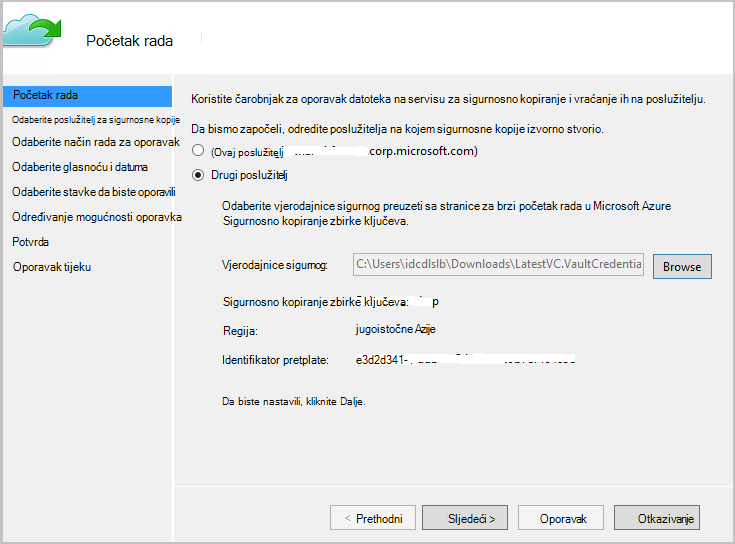 Početak rada
Početak rada
Odaberite poslužitelj za sigurnosne kopije
Odaberite način rada za oporavak
Odaberite glasnoću i datuma
Odaberite stavke da biste oporavili
Određivanje mogućnosti oporavka
Potvrda
Oporavak tijeku
Koristite čarobnjak za oporavak datoteka na servisu za sigurnosno kopiranje i vraćanje ih na poslužitelju.
Da bismo započeli, odredite poslužitelja na kojem sigurnosne kopije izvorno stvorio.
(Ovaj poslužitelj corp.microsoft.com)
Drugi poslužitelj
Odaberite vjerodajnice sigurnog preuzeti sa stranice za brzi početak rada u Microsoft Azure
Sigurnosno kopiranje zbirke ključeva.
Vjerodajnice sigurnog: C:\Users\idcdlslb\Downloads\LatestVC.VaultCredentia Browse
Sigurnosno kopiranje zbirke ključeva: p
Regija: jugoistočne Azije
Identifikator pretplate: e3d2d341-
Da biste nastavili, kliknite Dalje.
< Prethodni Sljedeći > Oporavak Otkazivanje